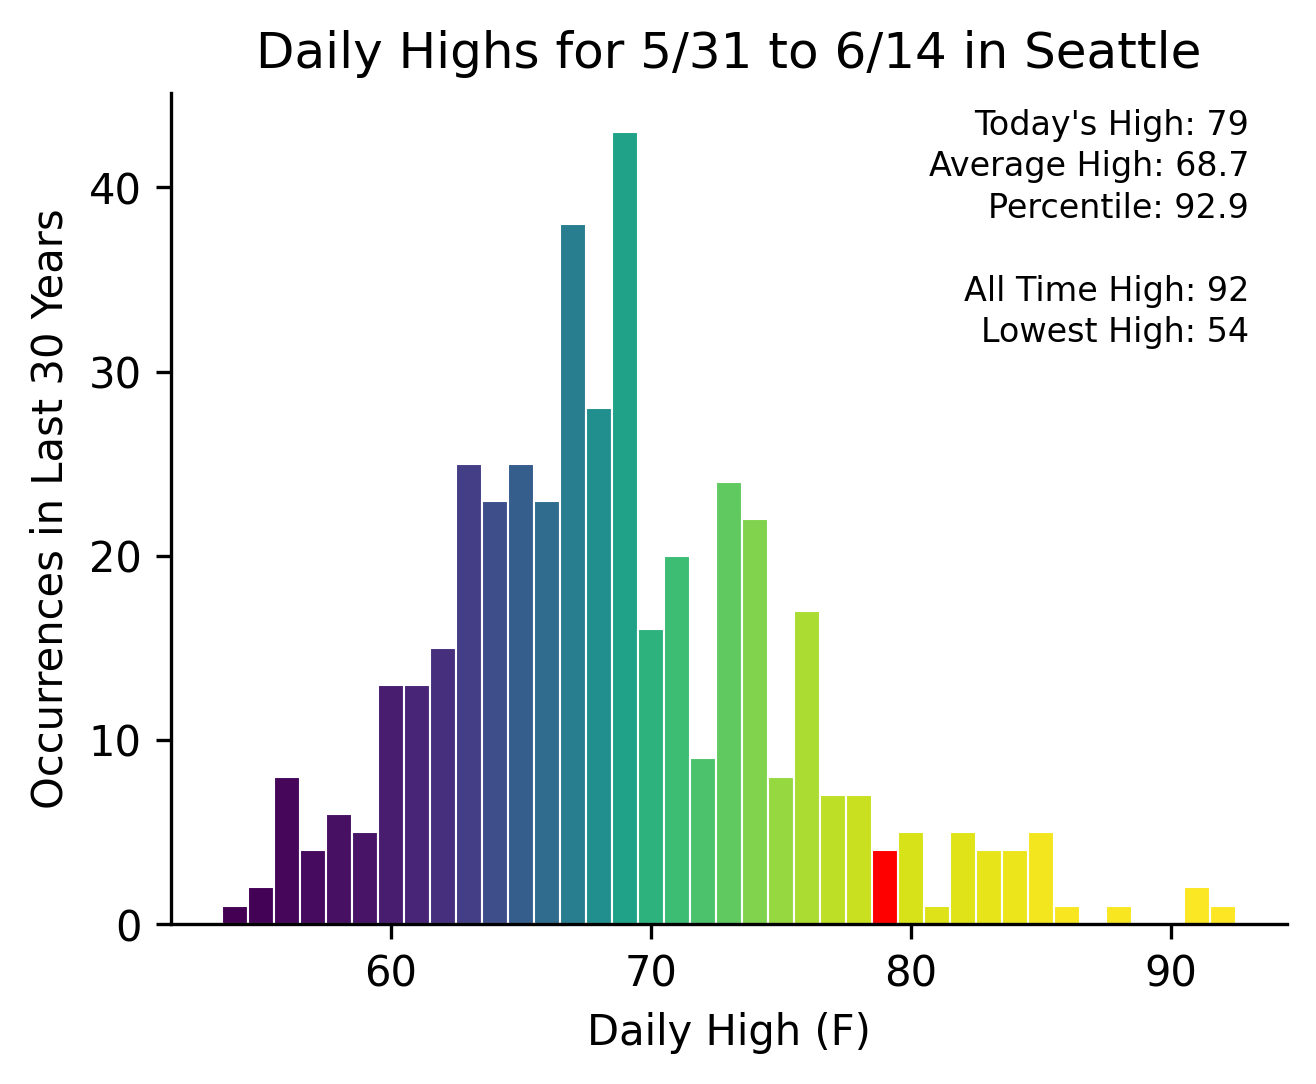 Daily Highs for 5/31 to 6/14 in Seattle
Today's High: 79
Average High: 68.7
Percentile: 92.9
All Time High: 92
Lowest High: 54
Occurrences in Last 30 Years
40
30
20
10
0
60 70 80 90
Daily High (F)